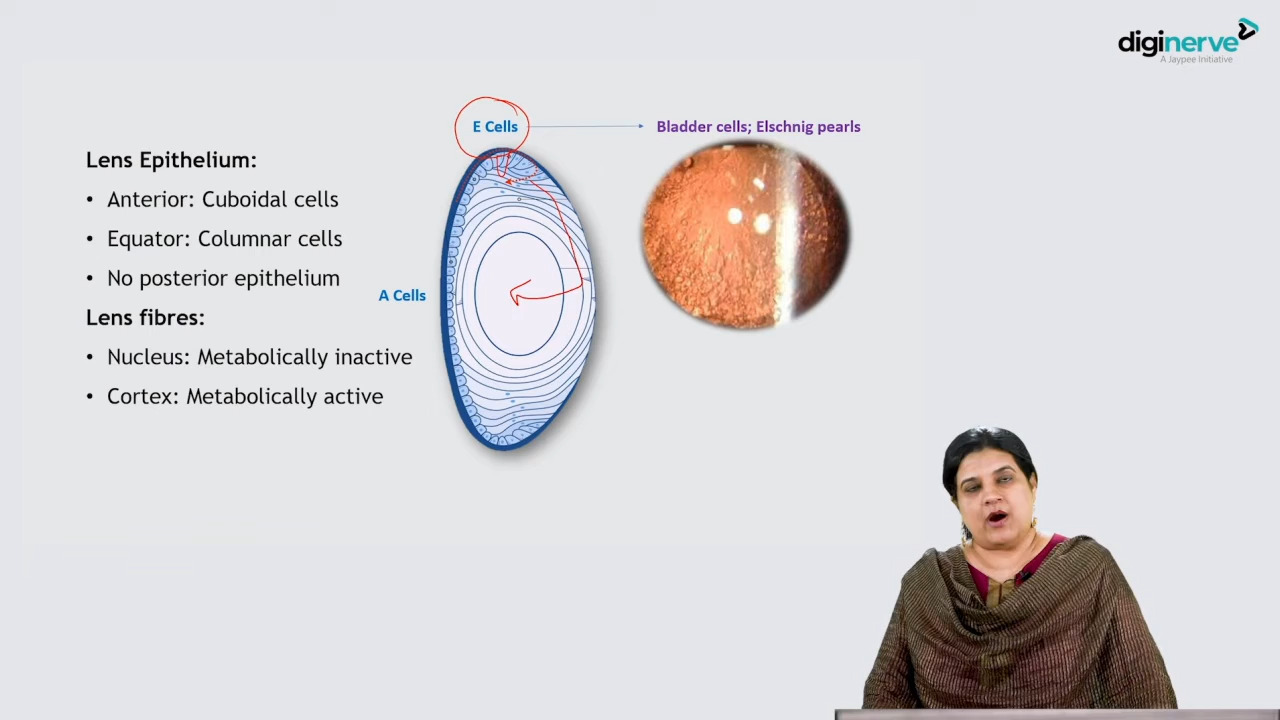 diginerve
A Jaypee Initiative
E Cells
Bladder cells; Elschnig pearls
Lens Epithelium:
• Anterior: Cuboidal cells
• Equator: Columnar cells
• No posterior epithelium
A Cells
Lens fibres:
• Nucleus: Metabolically inactive
• Cortex: Metabolically active